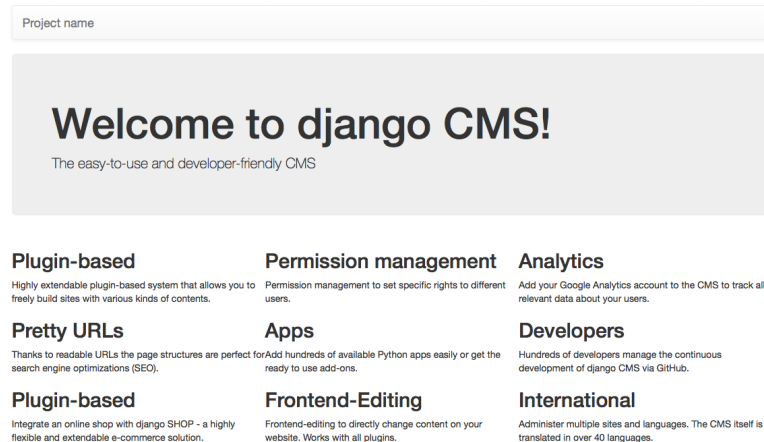 Project name
Welcome to django CMS!
The easy-to-use and developer-friendly CMS
Plugin-based
Highly extendable plugin-based system that allows you to
freely build sites with various kinds of contents.
Permission management
Permission management to set specific rights to different
users.
Analytics
Add your Google Analytics account to the CMS to track all
relevant data about your users.
Pretty URLs
Thanks to readable URLs the page structures are perfect for
search engine optimizations (SEO).
Apps
Add hundreds of available Python apps easily or get the
ready to use add-ons.
Developers
Hundreds of developers manage the continuous
development of django CMS via GitHub.
Plugin-based
Integrate an online shop with django SHOP - a highly
flexible and extendable e-commerce solution.
Frontend-Editing
Frontend-editing to directly change content on your
website. Works with all plugins.
International
Administer multiple sites and languages. The CMS itself is
translated in over 40 languages.